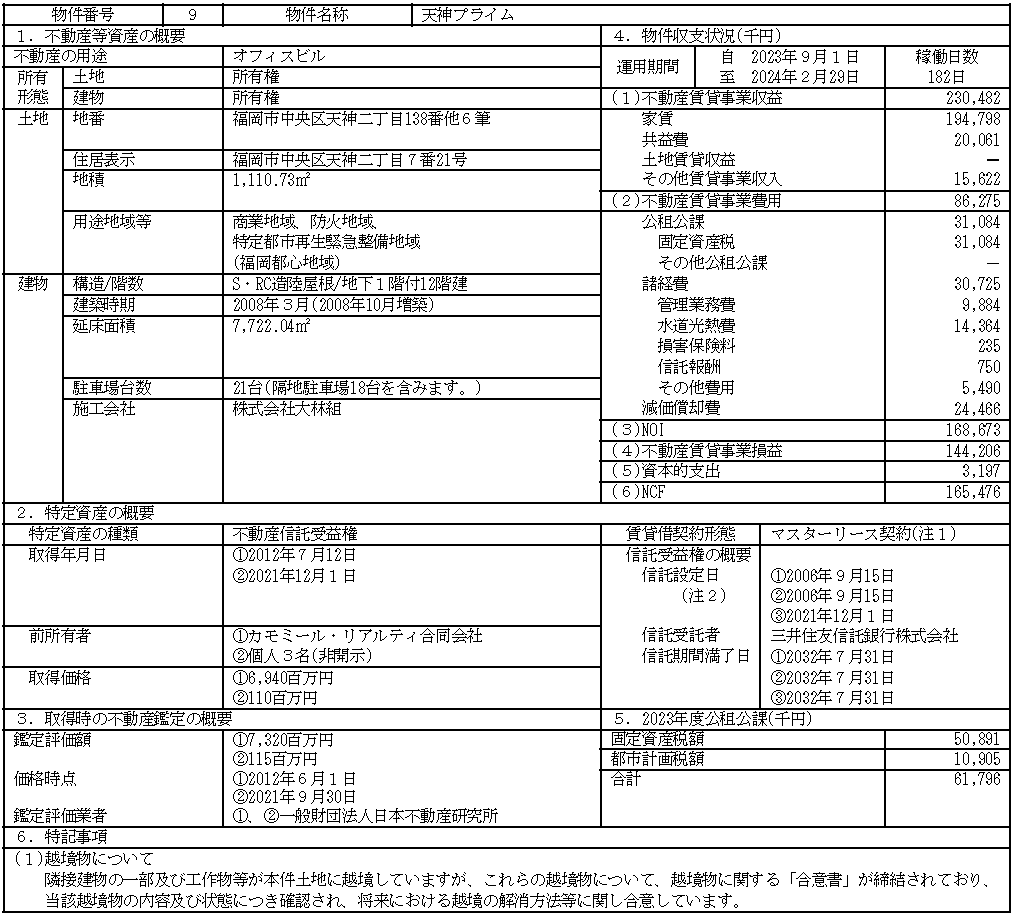 物件番号 9 物件名称 天神プライム
1．不動産等資産の概要
不動産の用途 オフィスビル
所有形態 土地 所有権
建物 所有権
土地 地番 福岡市中央区天神二丁目138番他6筆
住居表示 福岡市中央区天神二丁目7番21号
地積 1,110.73㎡
用途地域等 商業地域、防火地域、
特定都市再生緊急整備地域
(福岡都心地域)
建物 構造/階数 S・RC造陸屋根/地下1階付12階建
建築時期 2008年3月(2008年10月増築)
延床面積 7,722.04㎡
駐車場台数 21台(隔地駐車場18台を含みます。)
施工会社 株式会社大林組
4．物件収支状況(千円)
運用期間 自 2023年9月1日 稼働日数
至 2024年2月29日 182日
(1)不動産賃貸事業収益 230,482
家賃 194,798
共益費 20,061
土地賃貸収益 －
その他賃貸事業収入 15,622
(2)不動産賃貸事業費用 86,275
公租公課 31,084
固定資産税 31,084
その他公租公課 －
諸経費 30,725
管理業務費 9,884
水道光熱費 14,364
損害保険料 235
信託報酬 750
その他費用 5,490
減価償却費 24,466
(3)NOI 168,673
(4)不動産賃貸事業損益 144,206
(5)資本的支出 3,197
(6)NCF 165,476
2．特定資産の概要
特定資産の種類 不動産信託受益権
取得年月日 ①2012年7月12日
②2021年12月1日
前所有者 ①カモミール・リアルティ合同会社
②個人3名(非開示)
取得価格 ①6,940百万円
②110百万円
賃貸借契約形態 マスターリース契約(注1)
信託受益権の概要
信託設定日 ①2006年9月15日
(注2) ②2006年9月15日
③2021年12月1日
信託受託者 三井住友信託銀行株式会社
信託期間満了日 ①2032年7月31日
②2032年7月31日
③2032年7月31日
3．取得時の不動産鑑定の概要
鑑定評価額 ①7,320百万円
②115百万円
価格時点 ①2012年6月1日
②2021年9月30日
鑑定評価業者 ①、②一般財団法人日本不動産研究所
5．2023年度公租公課(千円)
固定資産税額 50,891
都市計画税額 10,905
合計 61,796
6．特記事項
(1)越境物について
隣接建物の一部及び工作物等が本件土地に越境していますが、これらの越境物について、越境物に関する「合意書」が締結されており、
当該越境物の内容及び状態につき確認され、将来における越境の解消方法等に関し合意しています。